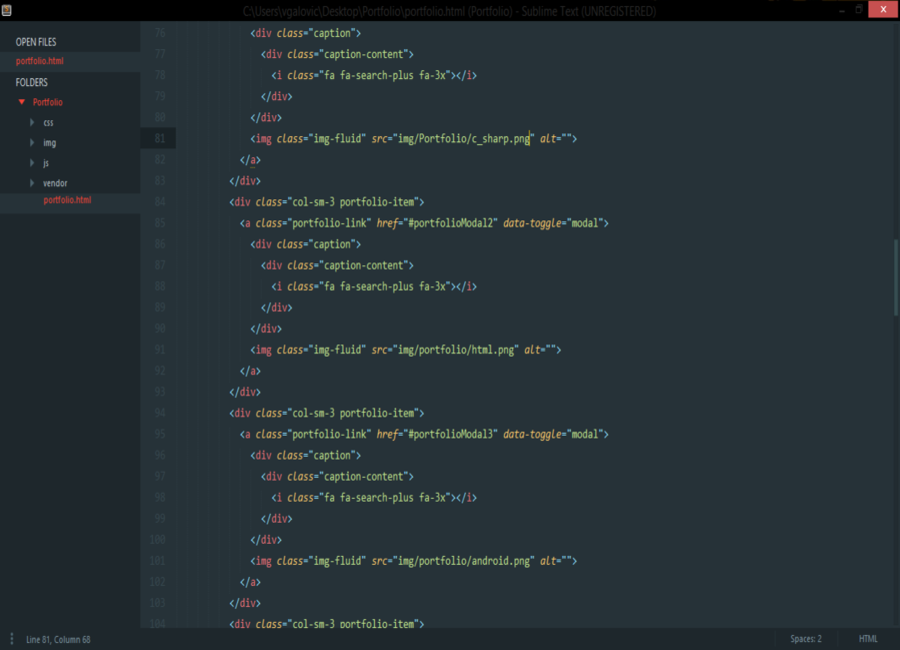 C:\Users\vgalovic\Desktop\Portfolio\portfolio.html (Portfolio) - Sublime Text (UNREGISTERED)
OPEN FILES
portfolio.html
FOLDERS
Portfolio
css
img
js
vendor
portfolio.html
76 <div class="caption">
77 <div class="caption-content">
78 <i class="fa fa-search-plus fa-3x"></i>
79 </div>
80 </div>
81 <img class="img-fluid" src="img/Portfolio/c_sharp.png" alt="">
82 </a>
83 </div>
84 <div class="col-sm-3 portfolio-item">
85 <a class="portfolio-link" href="#portfolioModal2" data-toggle="modal">
86 <div class="caption">
87 <div class="caption-content">
88 <i class="fa fa-search-plus fa-3x"></i>
89 </div>
90 </div>
91 <img class="img-fluid" src="img/portfolio/html.png" alt="">
92 </a>
93 </div>
94 <div class="col-sm-3 portfolio-item">
95 <a class="portfolio-link" href="#portfolioModal3" data-toggle="modal">
96 <div class="caption">
97 <div class="caption-content">
98 <i class="fa fa-search-plus fa-3x"></i>
99 </div>
100 </div>
101 <img class="img-fluid" src="img/portfolio/android.png" alt="">
102 </a>
103 </div>
104 <div class="col-sm-3 portfolio-item">
Line 81, Column 68
Spaces: 2
HTML